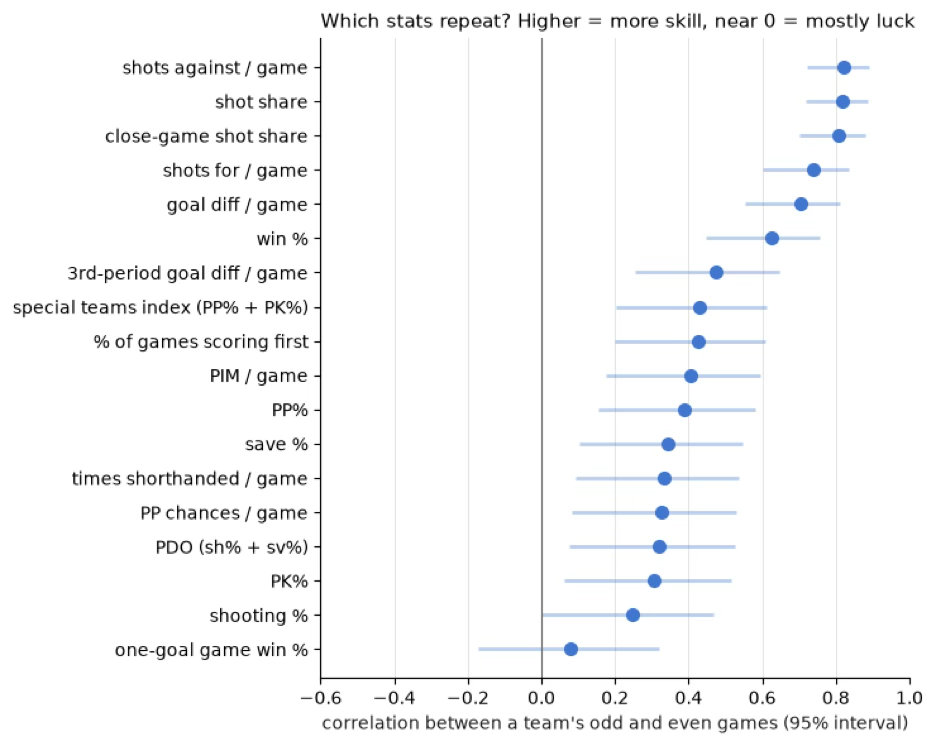 Which stats repeat? Higher = more skill, near 0 = mostly luck
shots against / game
shot share
close-game shot share
shots for / game
goal diff / game
win %
3rd-period goal diff / game
special teams index (PP% + PK%)
% of games scoring first
PIM / game
PP%
save %
times shorthanded / game
PP chances / game
PDO (sh% + sv%)
PK%
shooting %
one-goal game win %
−0.6 −0.4 −0.2 0.0 0.2 0.4 0.6 0.8 1.0
correlation between a team's odd and even games (95% interval)